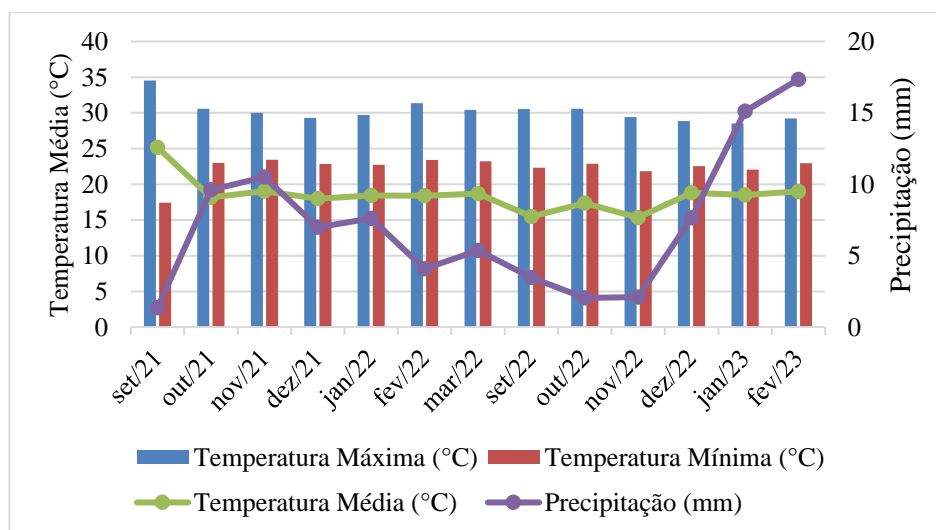 Temperatura Média (°C)
40
35
30
25
20
15
10
5
0
20
15
10
5
0
Precipitação (mm)
set/21
out/21
nov/21
dez/21
jan/22
fev/22
mar/22
set/22
out/22
nov/22
dez/22
jan/23
fev/23
Temperatura Máxima (°C)
Temperatura Mínima (°C)
Temperatura Média (°C)
Precipitação (mm)